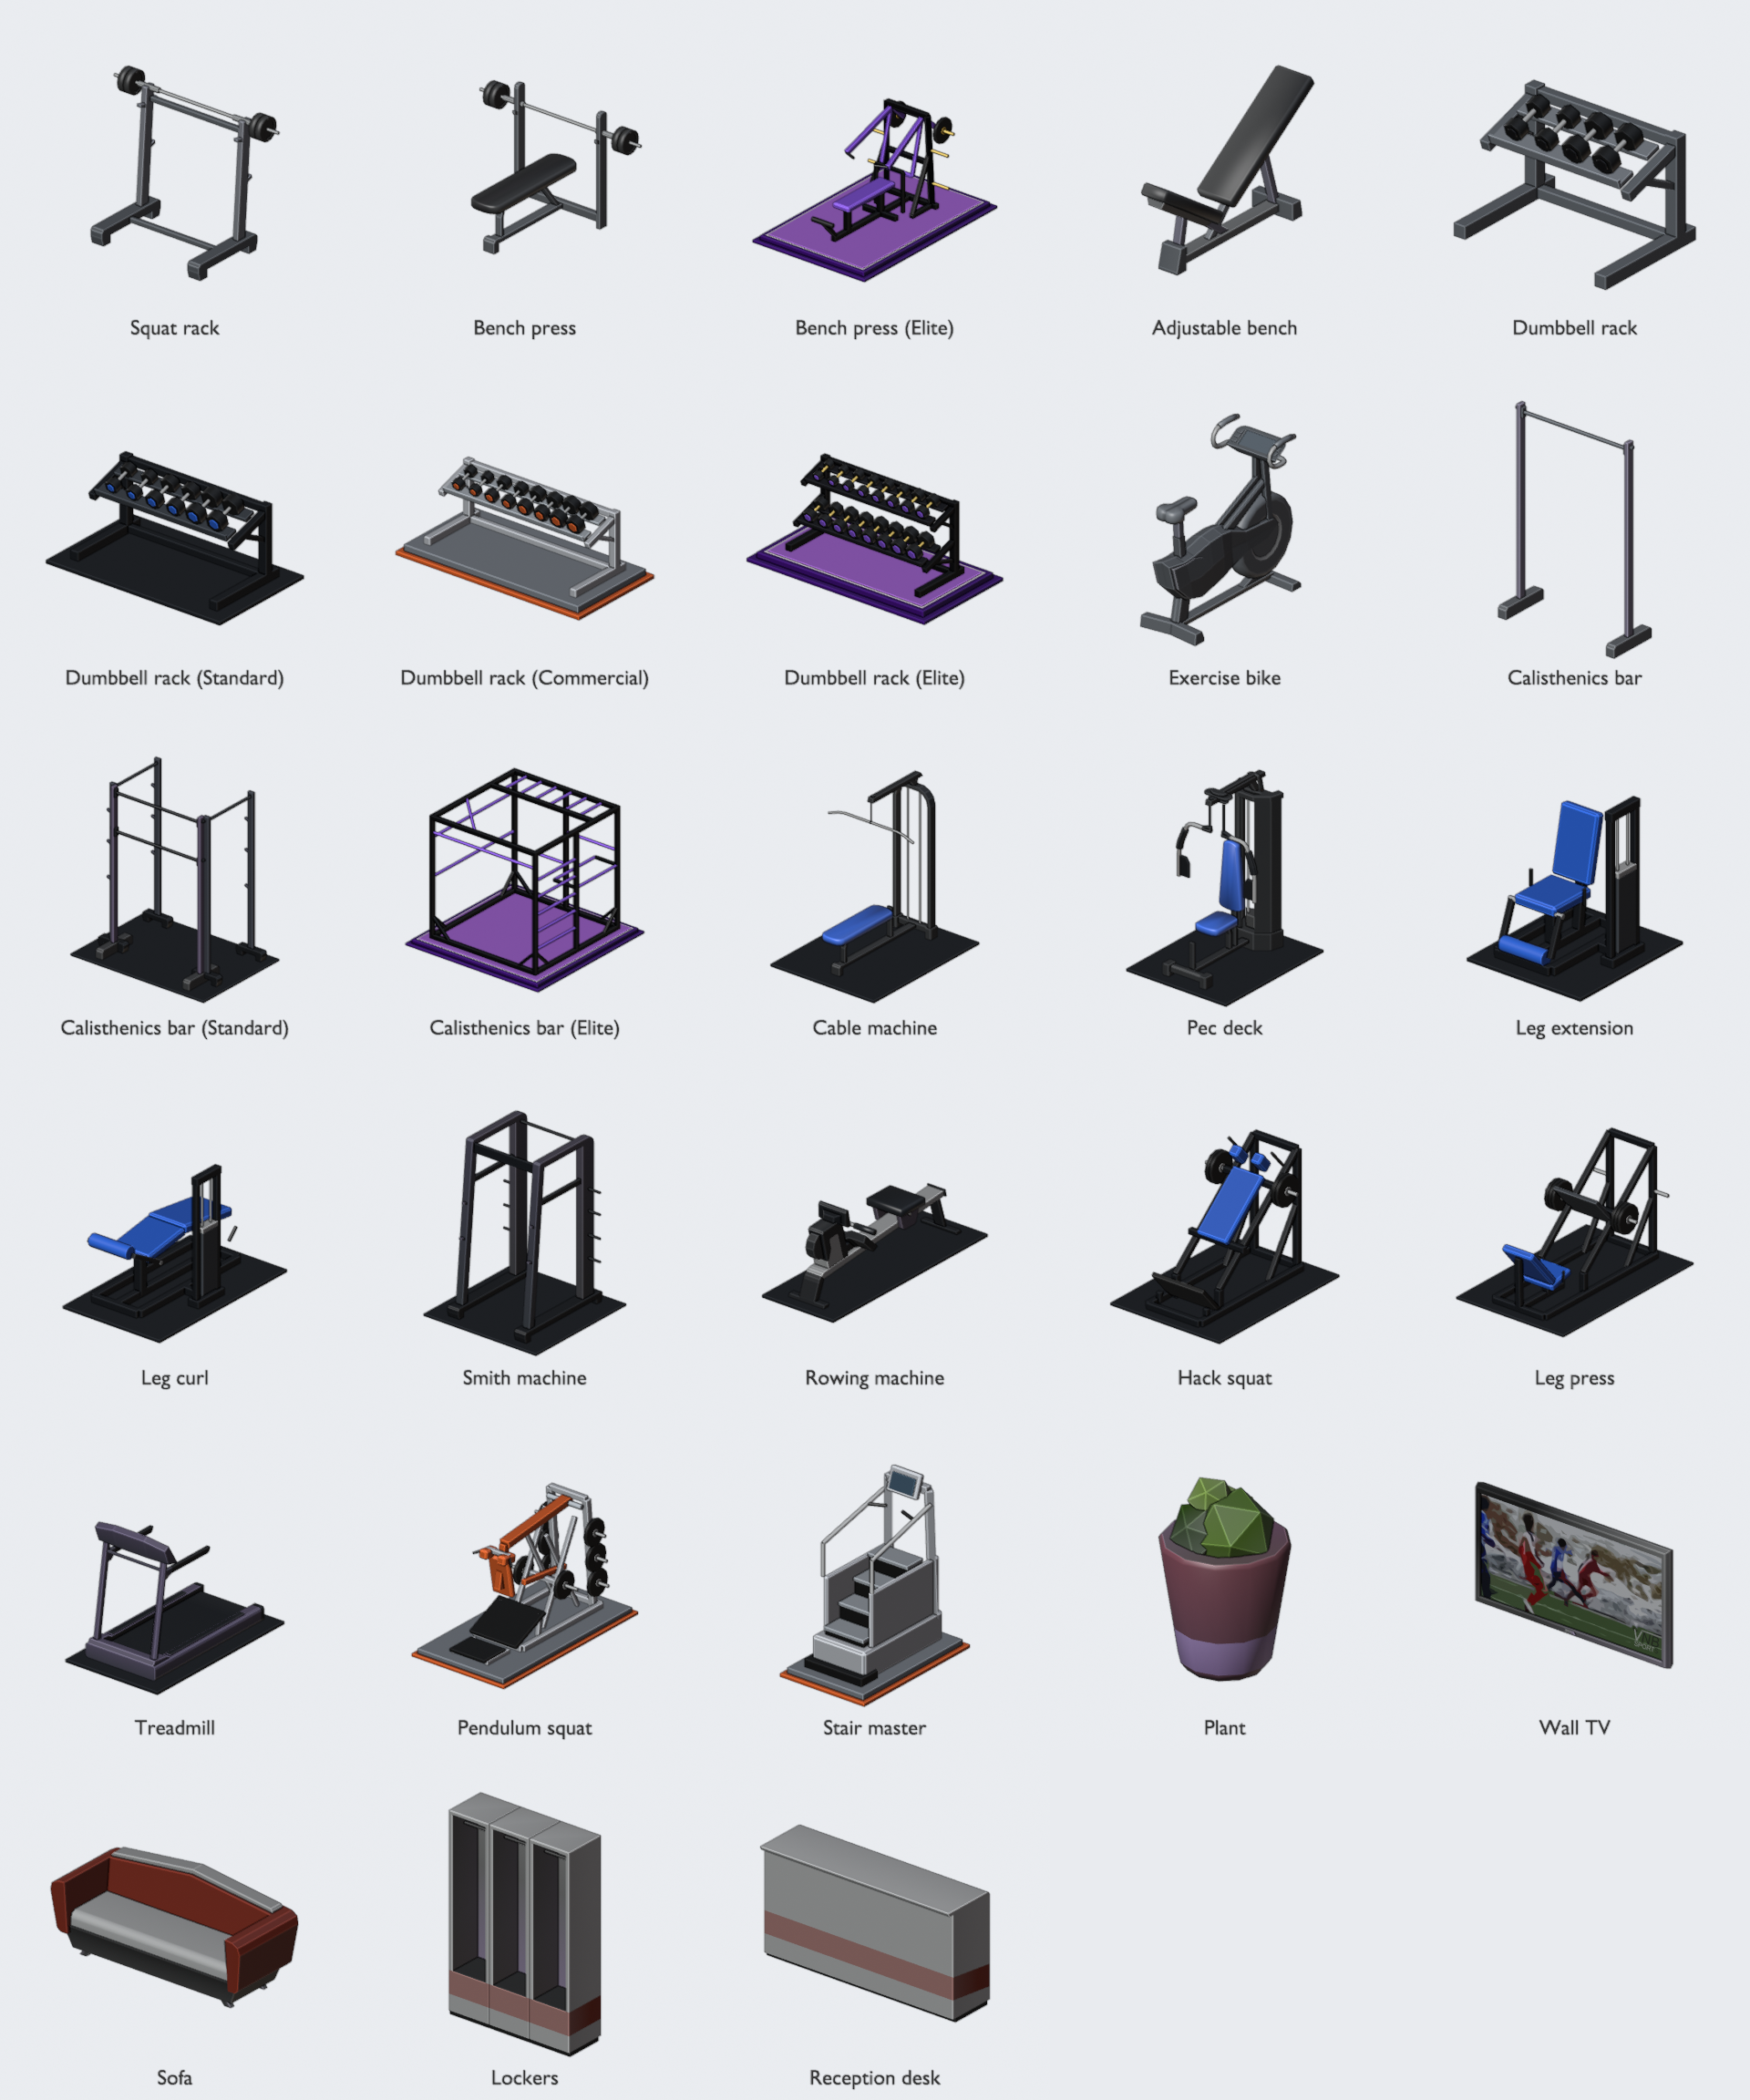 Squat rack
Bench press
Bench press (Elite)
Adjustable bench
Dumbbell rack
Dumbbell rack (Standard)
Dumbbell rack (Commercial)
Dumbbell rack (Elite)
Exercise bike
Calisthenics bar
Calisthenics bar (Standard)
Calisthenics bar (Elite)
Cable machine
Pec deck
Leg extension
Leg curl
Smith machine
Rowing machine
Hack squat
Leg press
Treadmill
Pendulum squat
Stair master
Plant
Wall TV
Sofa
Lockers
Reception desk